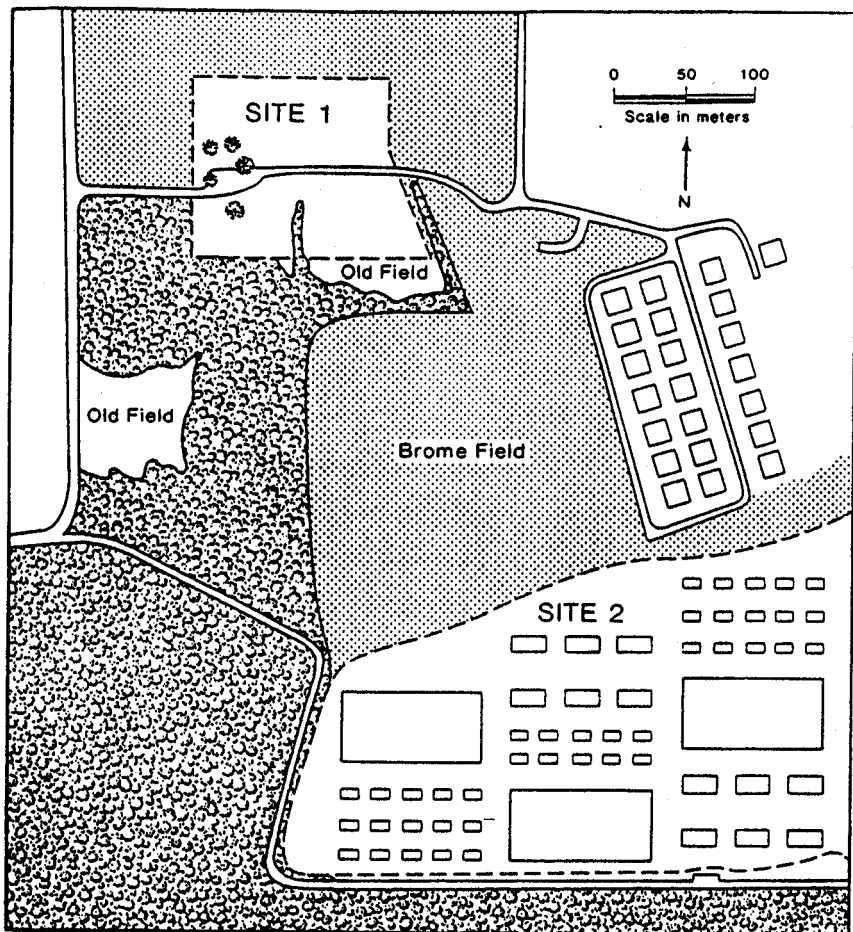 SITE 1
0 50 100
Scale in meters
N
Old Field
Old Field
Brome Field
SITE 2